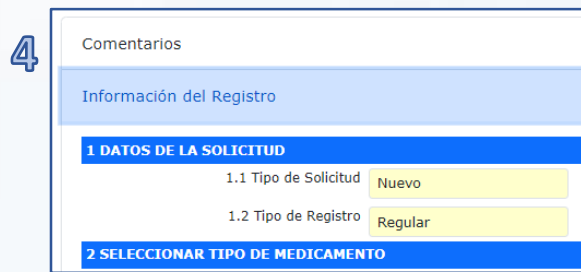 4
Comentarios
Información del Registro
1 DATOS DE LA SOLICITUD
1.1 Tipo de Solicitud Nuevo
1.2 Tipo de Registro Regular
2 SELECCIONAR TIPO DE MEDICAMENTO